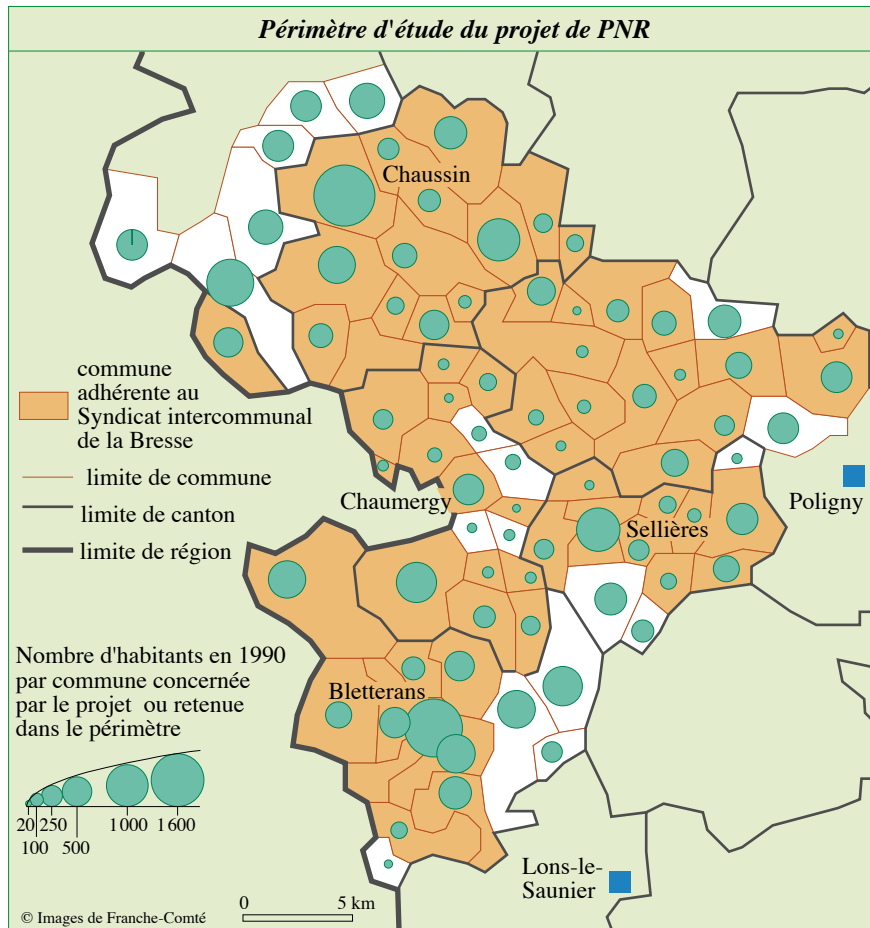 Périmètre d'étude du projet de PNR
Chaussin
commune
adhérente au
Syndicat intercommunal
de la Bresse
limite de commune
limite de canton
limite de région
Chaumergy
Sellières
Poligny
Nombre d'habitants en 1990
par commune concernée
par le projet ou retenue
dans le périmètre
Bletterans
20 250 1 000 1 600
100 500
Lons-le-
Saunier
0 5 km
© Images de Franche-Comté